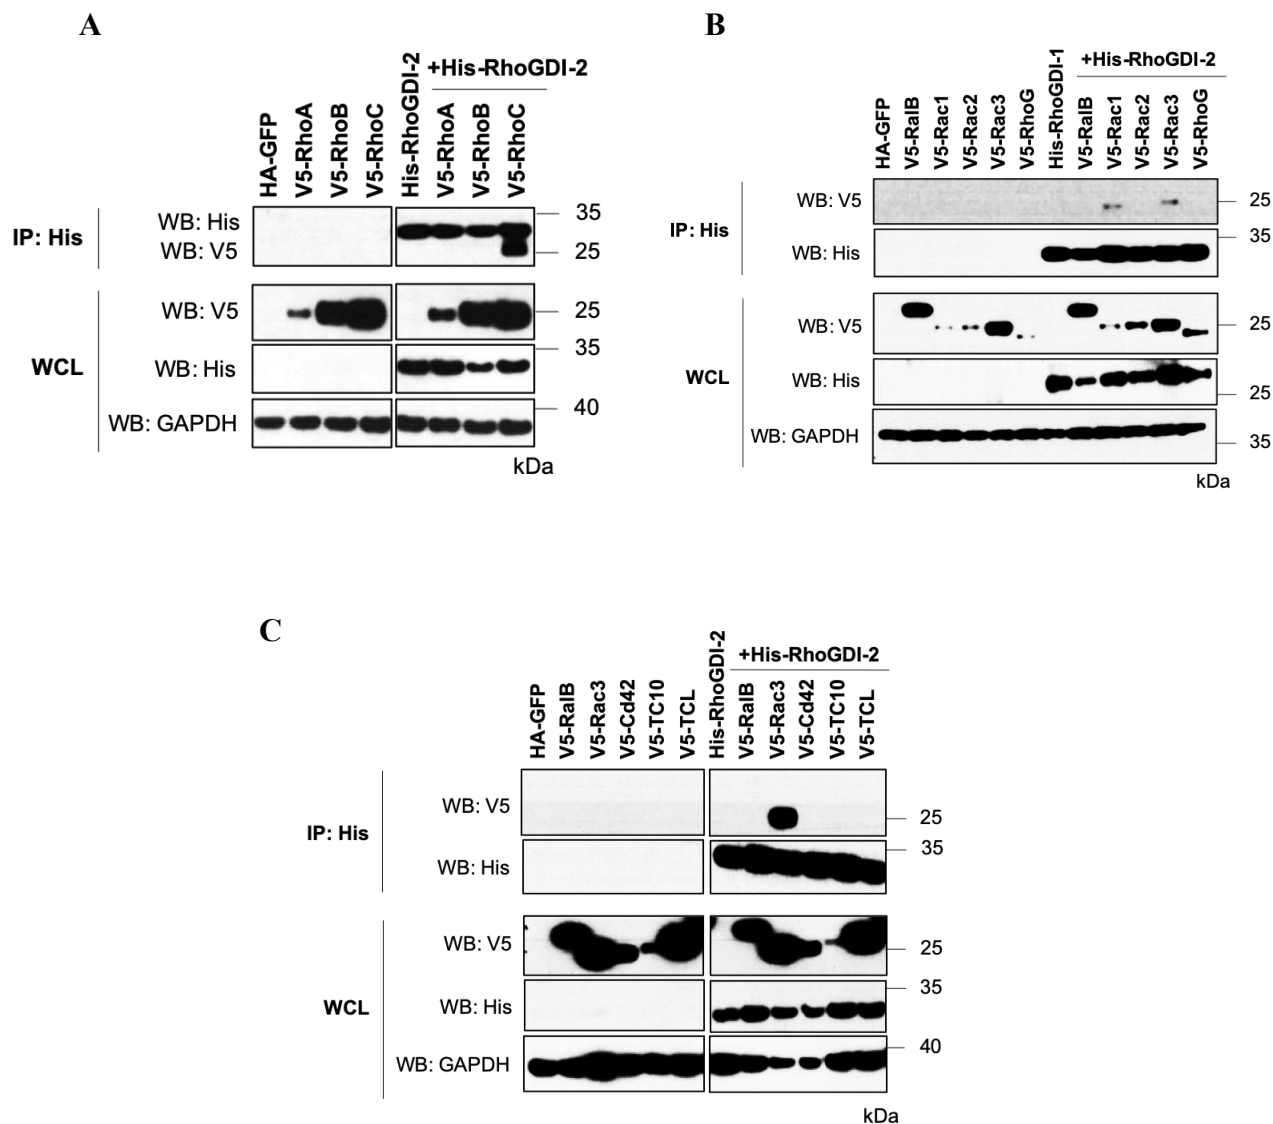 A
+His-RhoGDI-2
HA-GFP
V5-RhoA
V5-RhoB
V5-RhoC
His-RhoGDI-2
V5-RhoA
V5-RhoB
V5-RhoC
IP: His
WB: His
WB: V5
35
25
WCL
WB: V5
25
WB: His
35
WB: GAPDH
40
kDa
B
+His-RhoGDI-2
HA-GFP
V5-RalB
V5-Rac1
V5-Rac2
V5-Rac3
V5-RhoG
His-RhoGDI-1
V5-RalB
V5-Rac1
V5-Rac2
V5-Rac3
V5-RhoG
IP: His
WB: V5
25
WB: His
35
WCL
WB: V5
25
WB: His
25
WB: GAPDH
35
kDa
C
+His-RhoGDI-2
HA-GFP
V5-RalB
V5-Rac3
V5-Cd42
V5-TC10
V5-TCL
His-RhoGDI-2
V5-RalB
V5-Rac3
V5-Cd42
V5-TC10
V5-TCL
IP: His
WB: V5
25
WB: His
35
WCL
WB: V5
25
WB: His
35
WB: GAPDH
40
kDa